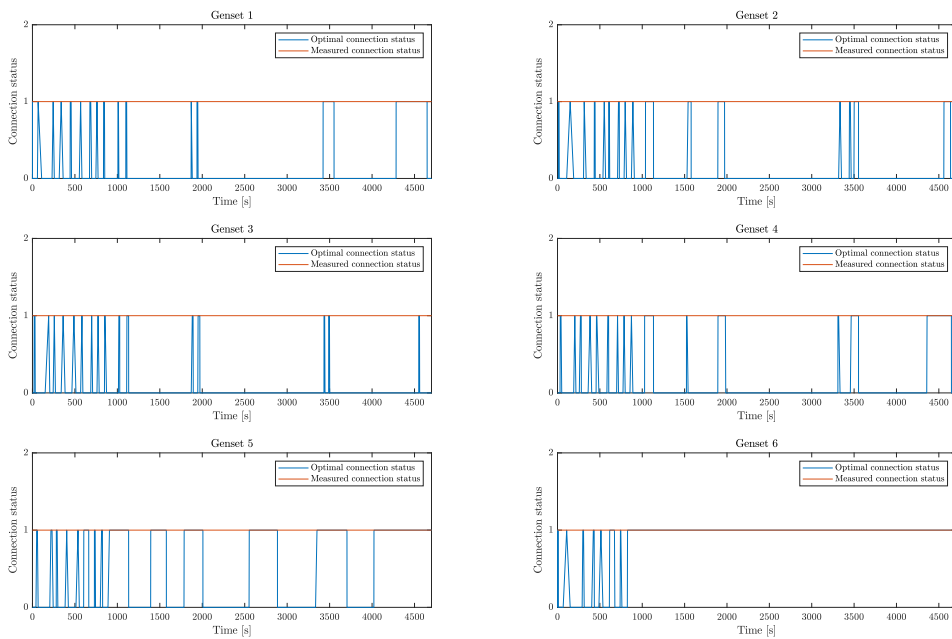 Genset 1
2
1
0
Connection status
Optimal connection status
Measured connection status
0 500 1000 1500 2000 2500 3000 3500 4000 4500
Time [s]
Genset 2
2
1
0
Connection status
Optimal connection status
Measured connection status
0 500 1000 1500 2000 2500 3000 3500 4000 4500
Time [s]
Genset 3
2
1
0
Connection status
Optimal connection status
Measured connection status
0 500 1000 1500 2000 2500 3000 3500 4000 4500
Time [s]
Genset 4
2
1
0
Connection status
Optimal connection status
Measured connection status
0 500 1000 1500 2000 2500 3000 3500 4000 4500
Time [s]
Genset 5
2
1
0
Connection status
Optimal connection status
Measured connection status
0 500 1000 1500 2000 2500 3000 3500 4000 4500
Time [s]
Genset 6
2
1
0
Connection status
Optimal connection status
Measured connection status
0 500 1000 1500 2000 2500 3000 3500 4000 4500
Time [s]